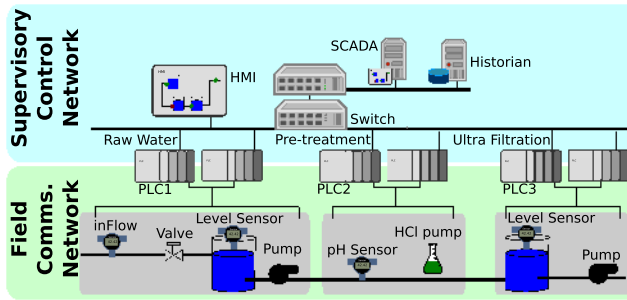 Supervisory
Control
Network
SCADA
Historian
HMI
Switch
Raw Water
Pre-treatment
Ultra Filtration
PLC1
PLC2
PLC3
Field
Comms.
Network
inFlow
Valve
Level Sensor
Pump
pH Sensor
HCl pump
Level Sensor
Pump